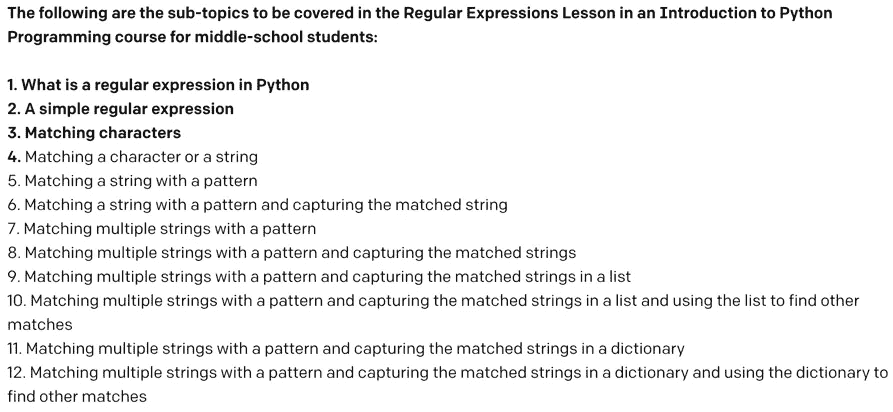 The following are the sub-topics to be covered in the Regular Expressions Lesson in an Introduction to Python
Programming course for middle-school students:
1. What is a regular expression in Python
2. A simple regular expression
3. Matching characters
4. Matching a character or a string
5. Matching a string with a pattern
6. Matching a string with a pattern and capturing the matched string
7. Matching multiple strings with a pattern
8. Matching multiple strings with a pattern and capturing the matched strings
9. Matching multiple strings with a pattern and capturing the matched strings in a list
10. Matching multiple strings with a pattern and capturing the matched strings in a list and using the list to find other
matches
11. Matching multiple strings with a pattern and capturing the matched strings in a dictionary
12. Matching multiple strings with a pattern and capturing the matched strings in a dictionary and using the dictionary to
find other matches